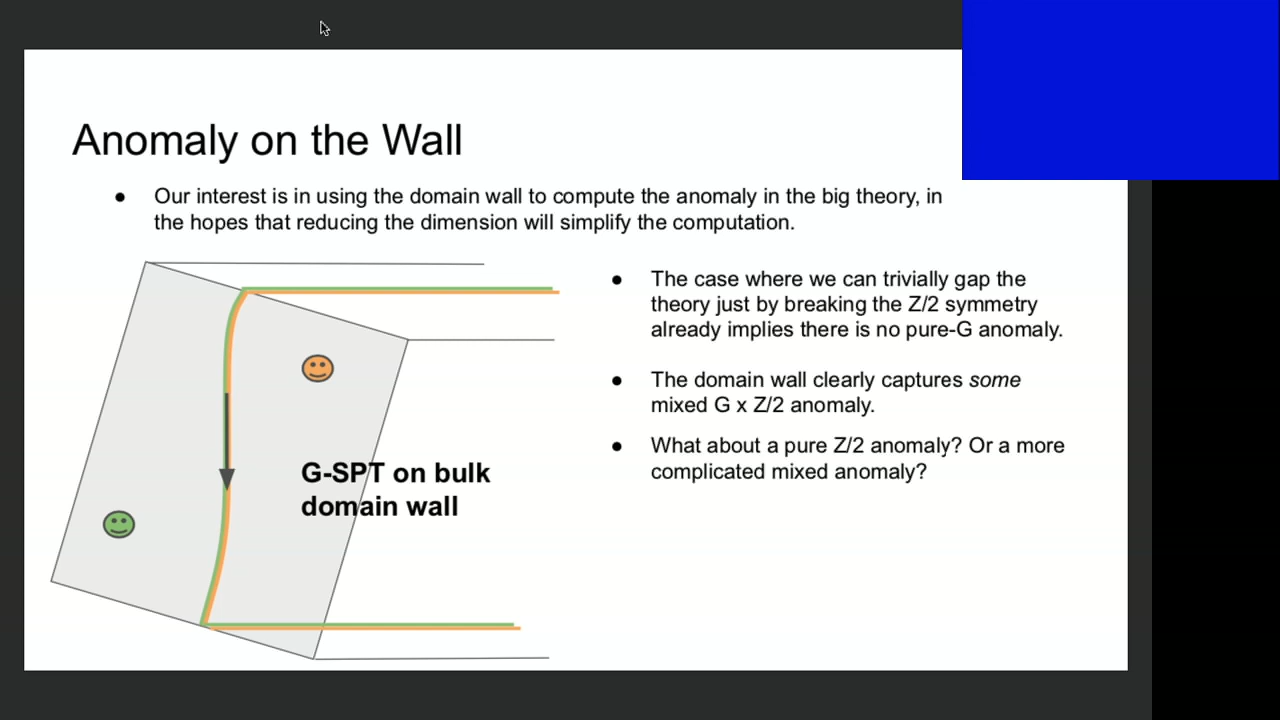 Anomaly on the Wall
● Our interest is in using the domain wall to compute the anomaly in the big theory, in
the hopes that reducing the dimension will simplify the computation.
● The case where we can trivially gap the
theory just by breaking the Z/2 symmetry
already implies there is no pure-G anomaly.
● The domain wall clearly captures some
mixed G x Z/2 anomaly.
● What about a pure Z/2 anomaly? Or a more
complicated mixed anomaly?
G-SPT on bulk
domain wall